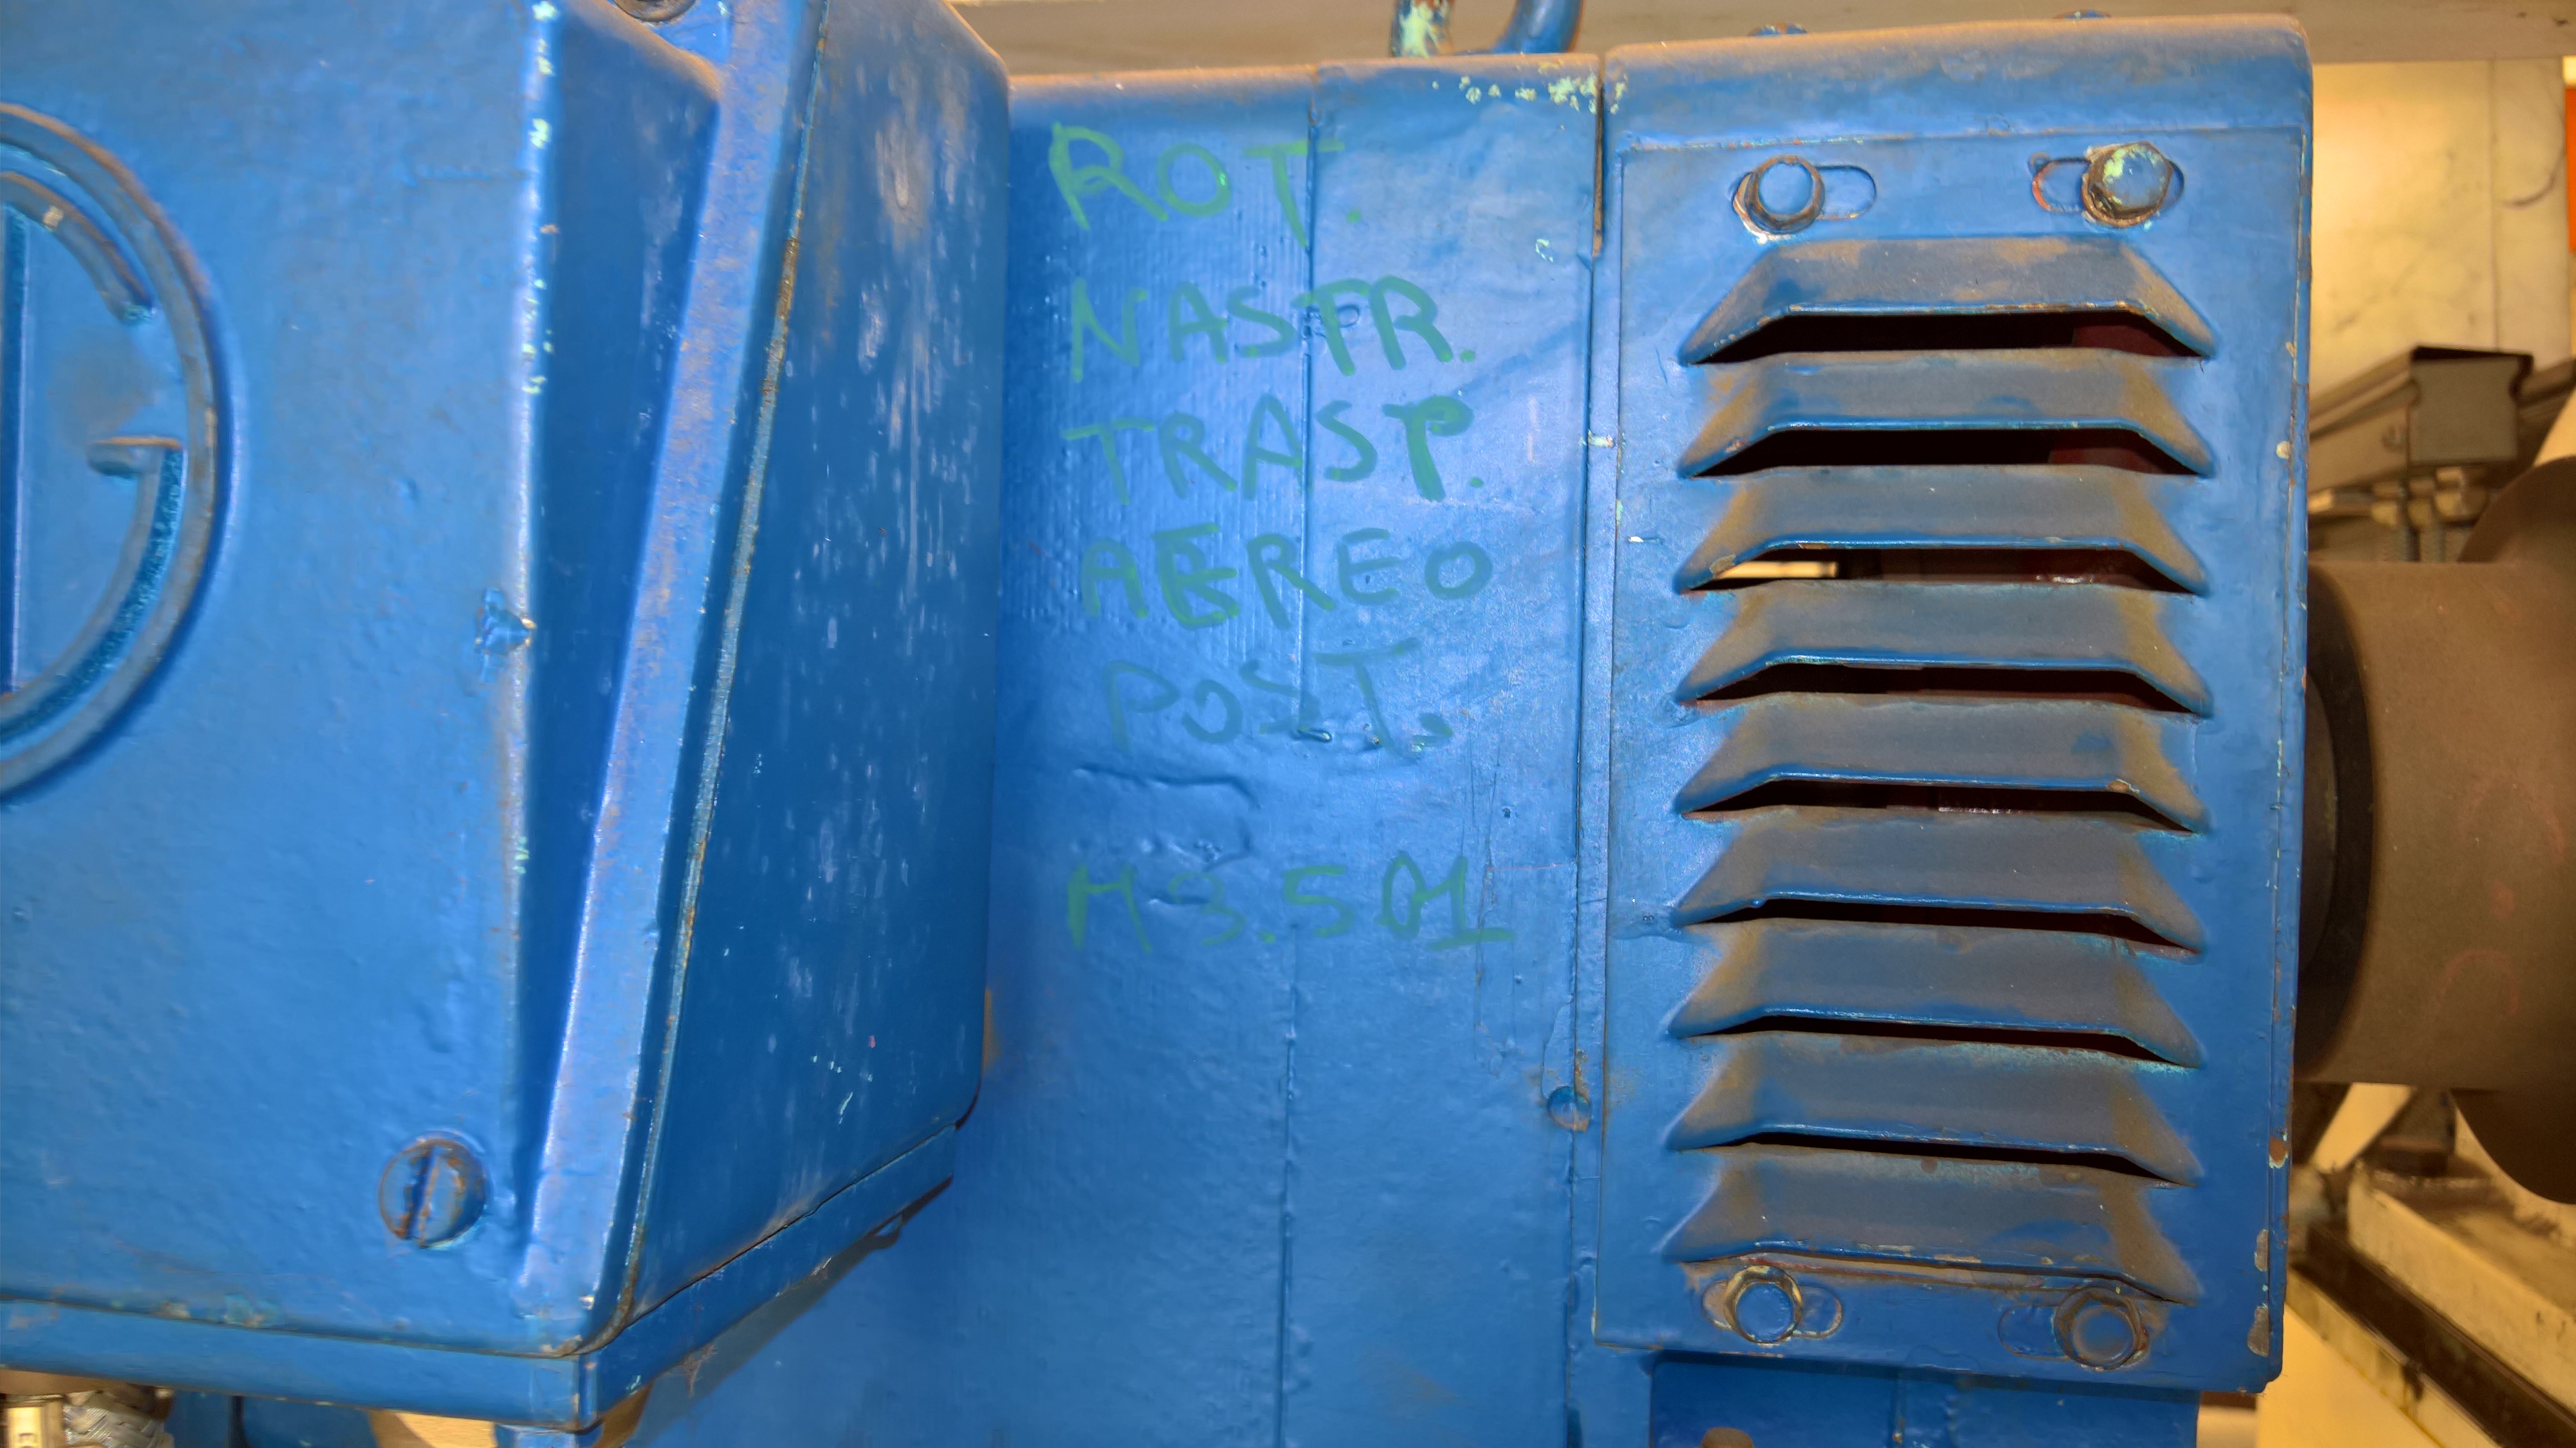 ROT.
NASTR.
TRASP.
AEREO
POST.
M3.501